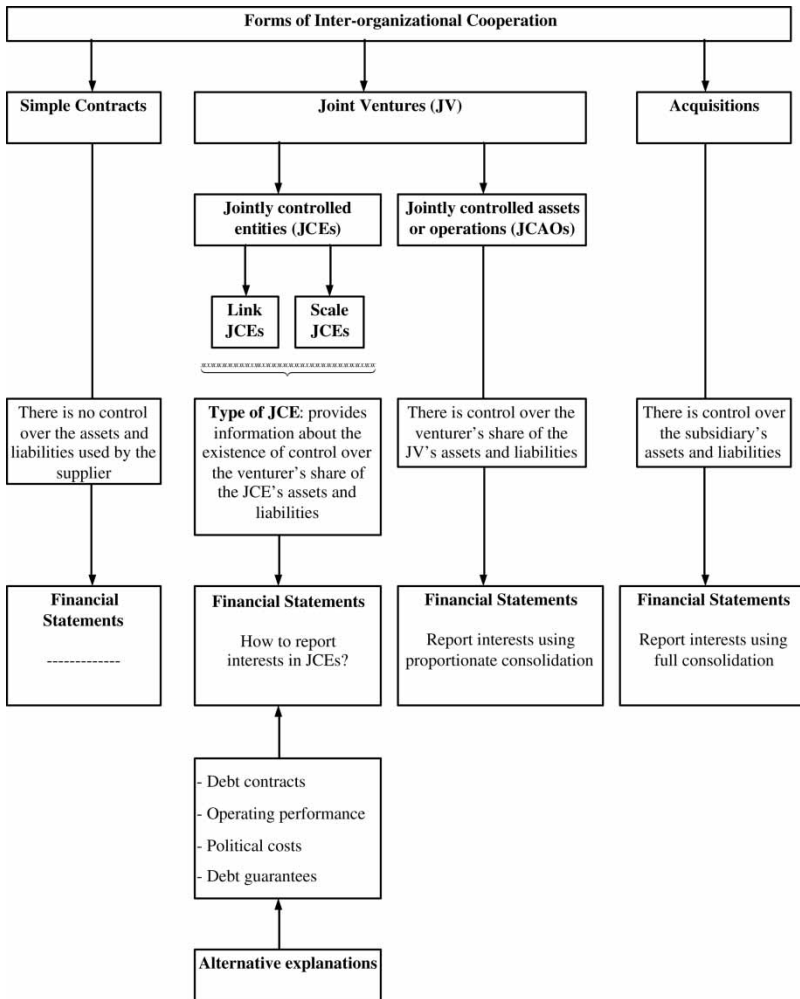 Forms of Inter-organizational Cooperation
Simple Contracts
Joint Ventures (JV)
Acquisitions
Jointly controlled
entities (JCEs)
Jointly controlled assets
or operations (JCAOs)
Link
JCEs
Scale
JCEs
There is no control
over the assets and
liabilities used by the
supplier
Type of JCE: provides
information about the
existence of control over
the venturer's share of
the JCE's assets and
liabilities
There is control over the
venturer's share of the
JV's assets and liabilities
There is control over
the subsidiary's
assets and liabilities
Financial
Statements
-------------
Financial Statements
How to report
interests in JCEs?
Financial Statements
Report interests using
proportionate consolidation
Financial Statements
Report interests using
full consolidation
- Debt contracts
- Operating performance
- Political costs
- Debt guarantees
Alternative explanations